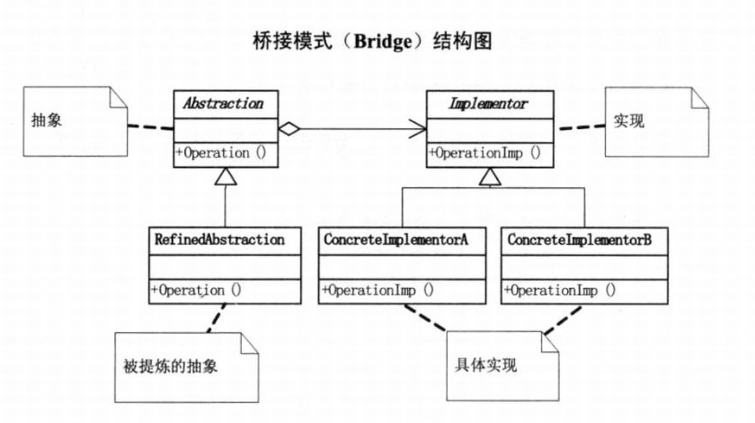 桥接模式（Bridge）结构图
抽象
Abstraction
+Operation ()
Implementor
+OperationImp ()
实现
RefinedAbstraction
+Operation ()
ConcreteImplementorA
+OperationImp ()
ConcreteImplementorB
+OperationImp ()
被提炼的抽象
具体实现